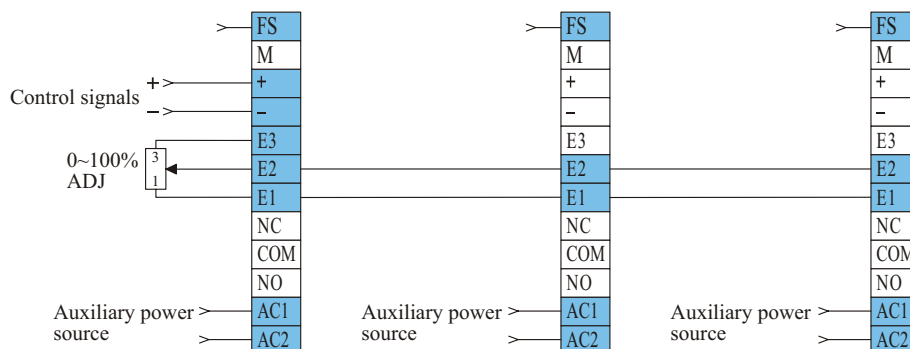 FS FS FS
M M M
+ + + +
Control signals
− − − −
E3 E3 E3
0~100%
ADJ
3
1
E2 E2 E2
E1 E1 E1
NC NC NC
COM COM COM
NO NO NO
Auxiliary power
source
AC1
AC2
Auxiliary power
source
AC1
AC2
Auxiliary power
source
AC1
AC2